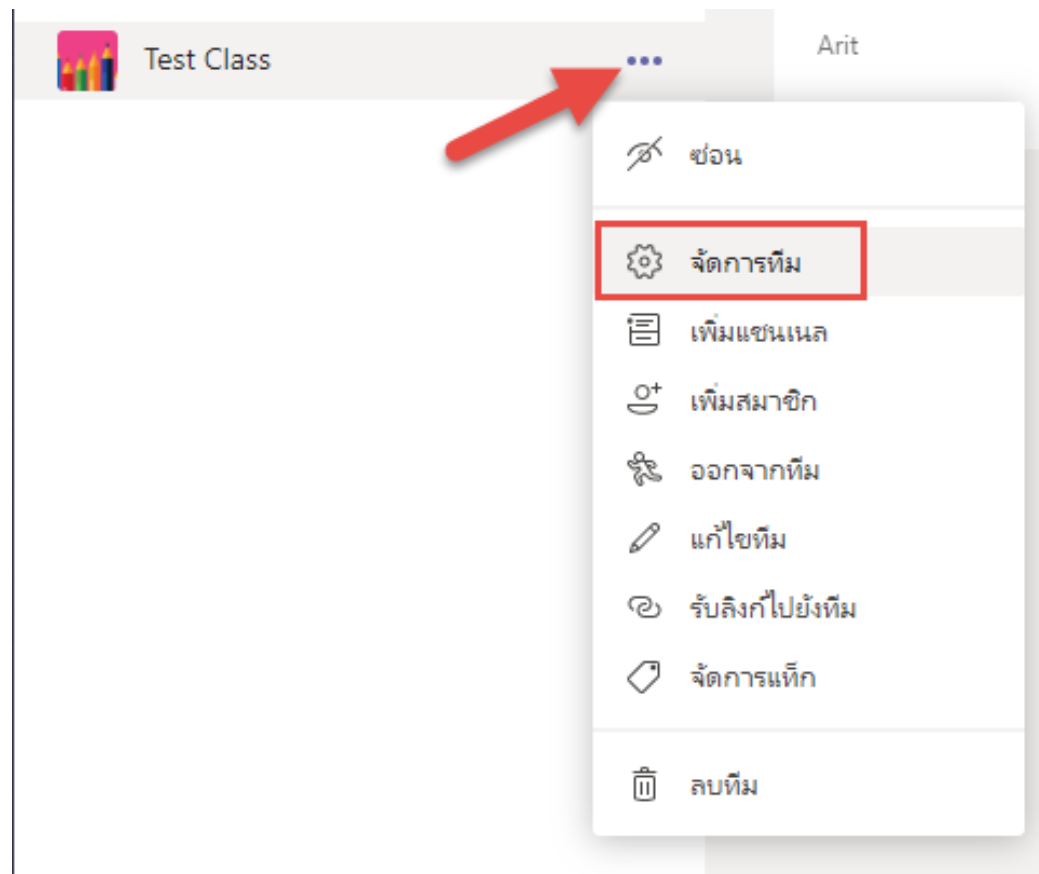 Test Class
Arit
ซ่อน
จัดการทีม
เพิ่มแชนเนล
เพิ่มสมาชิก
ออกจากทีม
แก้ไขทีม
รับลิงก์ไปยังทีม
จัดการแท็ก
ลบทีม